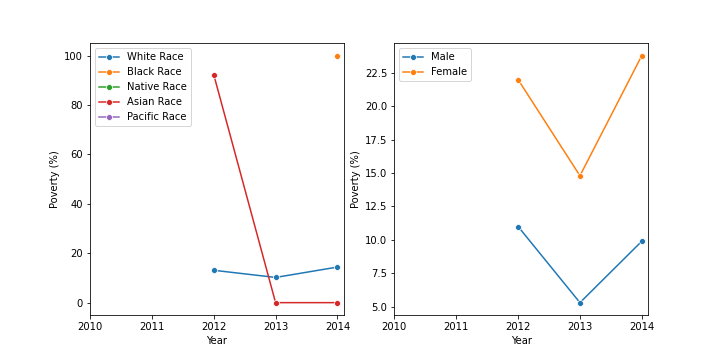 White Race
Black Race
Native Race
Asian Race
Pacific Race
100
80
60
40
20
0
Poverty (%)
2010 2011 2012 2013 2014
Year
Male
Female
22.5
20.0
17.5
15.0
12.5
10.0
7.5
5.0
Poverty (%)
2010 2011 2012 2013 2014
Year